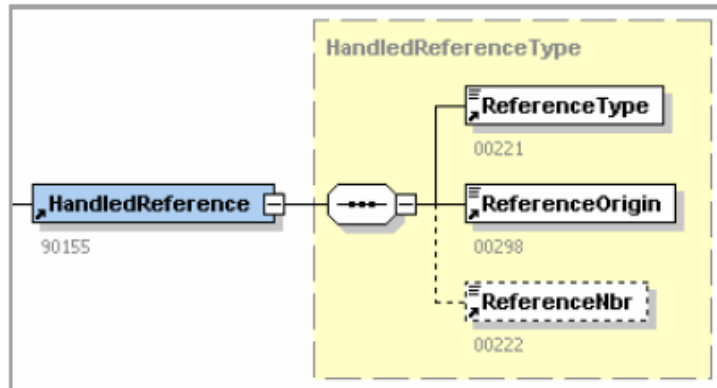 HandledReferenceType
ReferenceType
00221
HandledReference
90155
ReferenceOrigin
00298
ReferenceNbr
00222